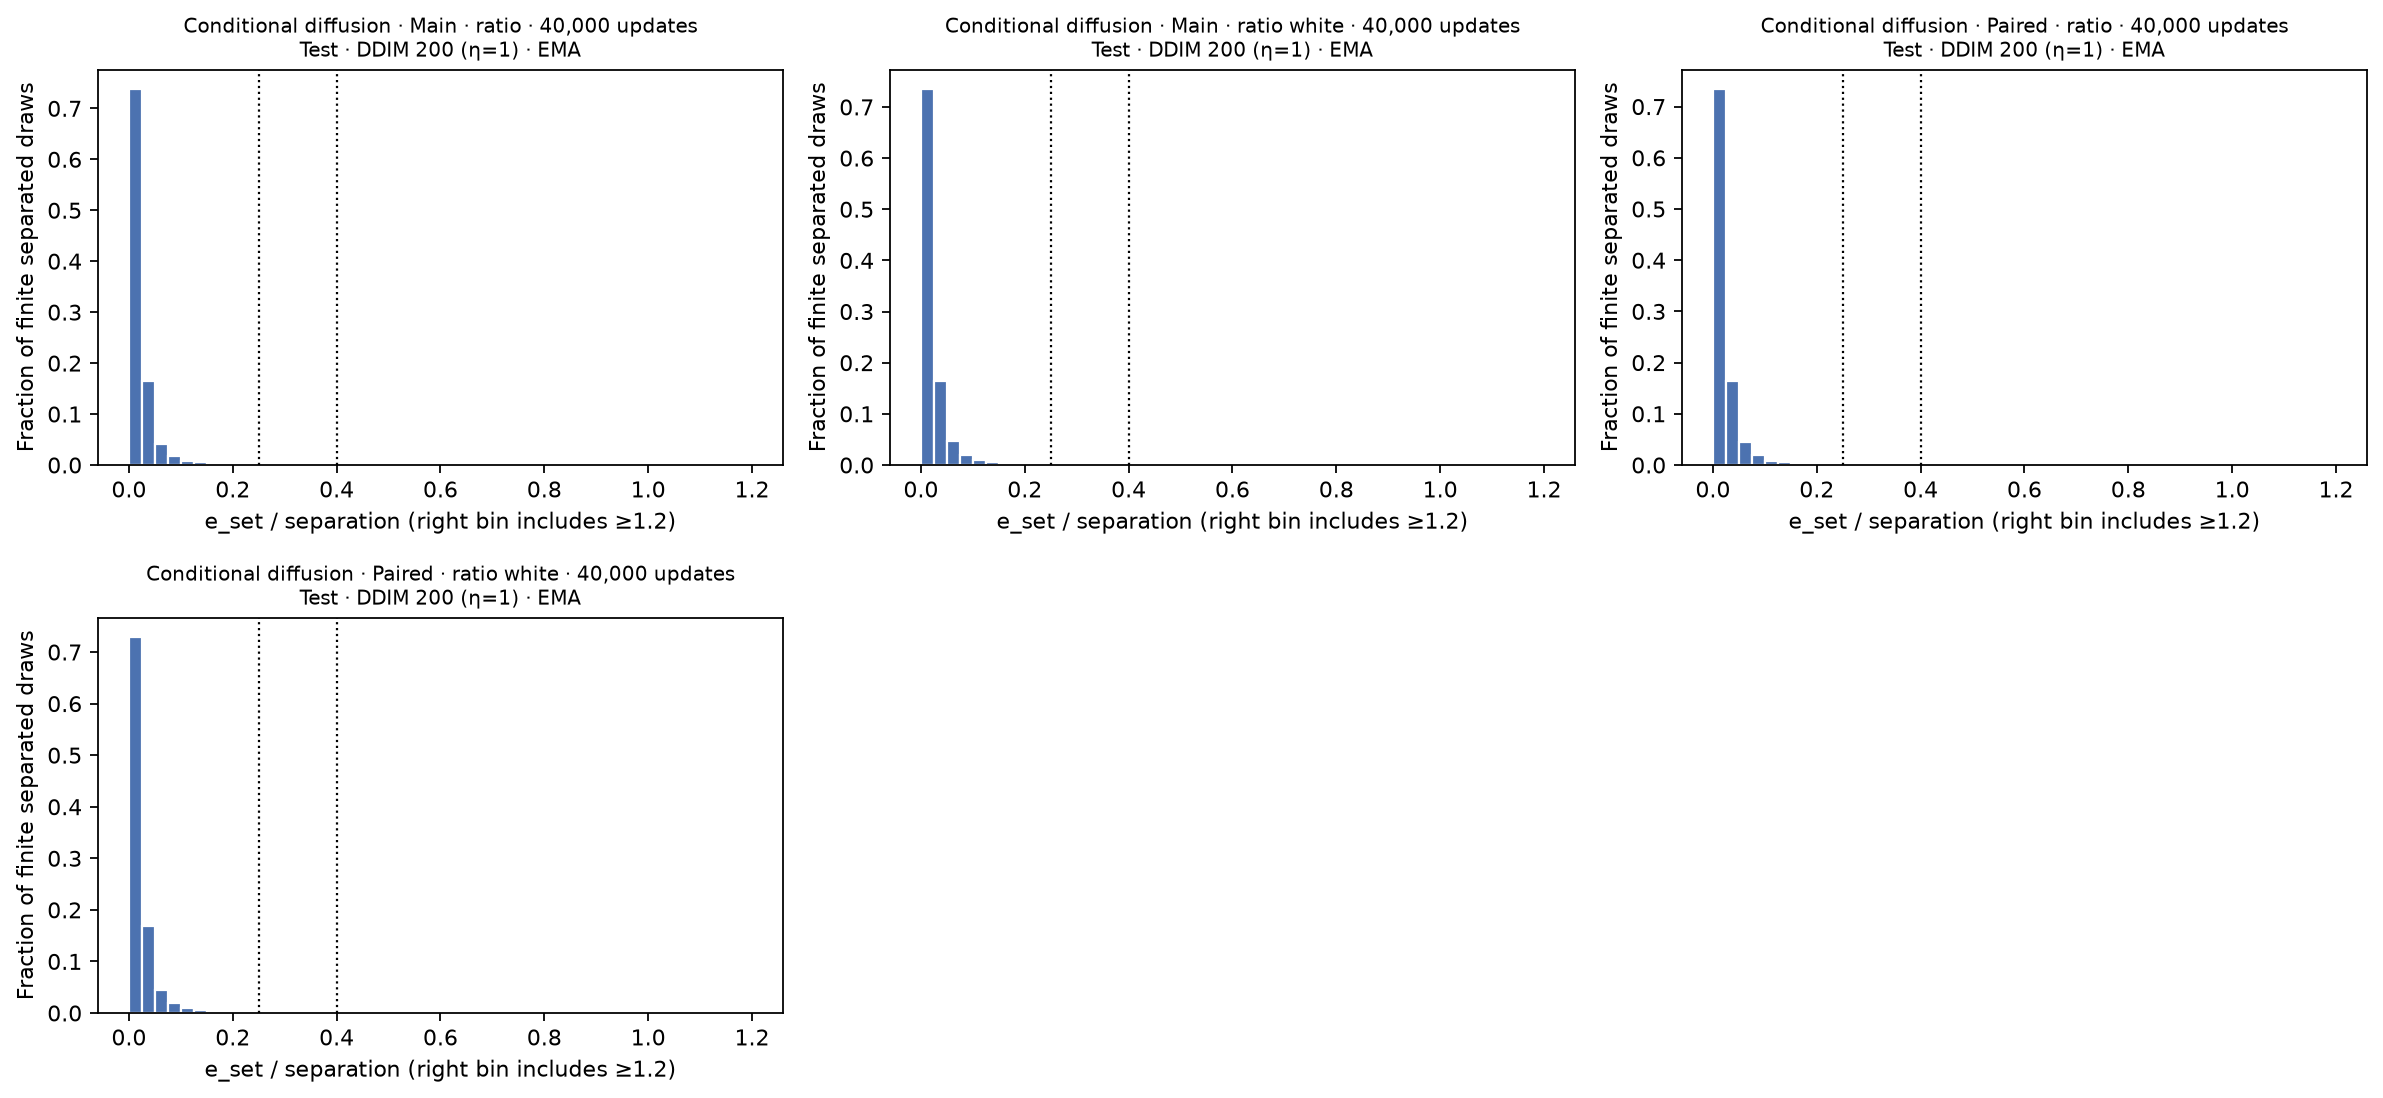 Conditional diffusion · Main · ratio · 40,000 updates
Test · DDIM 200 (η=1) · EMA
Fraction of finite separated draws
0.7
0.6
0.5
0.4
0.3
0.2
0.1
0.0
0.0 0.2 0.4 0.6 0.8 1.0 1.2
e_set / separation (right bin includes ≥1.2)
Conditional diffusion · Main · ratio white · 40,000 updates
Test · DDIM 200 (η=1) · EMA
Fraction of finite separated draws
0.7
0.6
0.5
0.4
0.3
0.2
0.1
0.0
0.0 0.2 0.4 0.6 0.8 1.0 1.2
e_set / separation (right bin includes ≥1.2)
Conditional diffusion · Paired · ratio · 40,000 updates
Test · DDIM 200 (η=1) · EMA
Fraction of finite separated draws
0.7
0.6
0.5
0.4
0.3
0.2
0.1
0.0
0.0 0.2 0.4 0.6 0.8 1.0 1.2
e_set / separation (right bin includes ≥1.2)
Conditional diffusion · Paired · ratio white · 40,000 updates
Test · DDIM 200 (η=1) · EMA
Fraction of finite separated draws
0.7
0.6
0.5
0.4
0.3
0.2
0.1
0.0
0.0 0.2 0.4 0.6 0.8 1.0 1.2
e_set / separation (right bin includes ≥1.2)